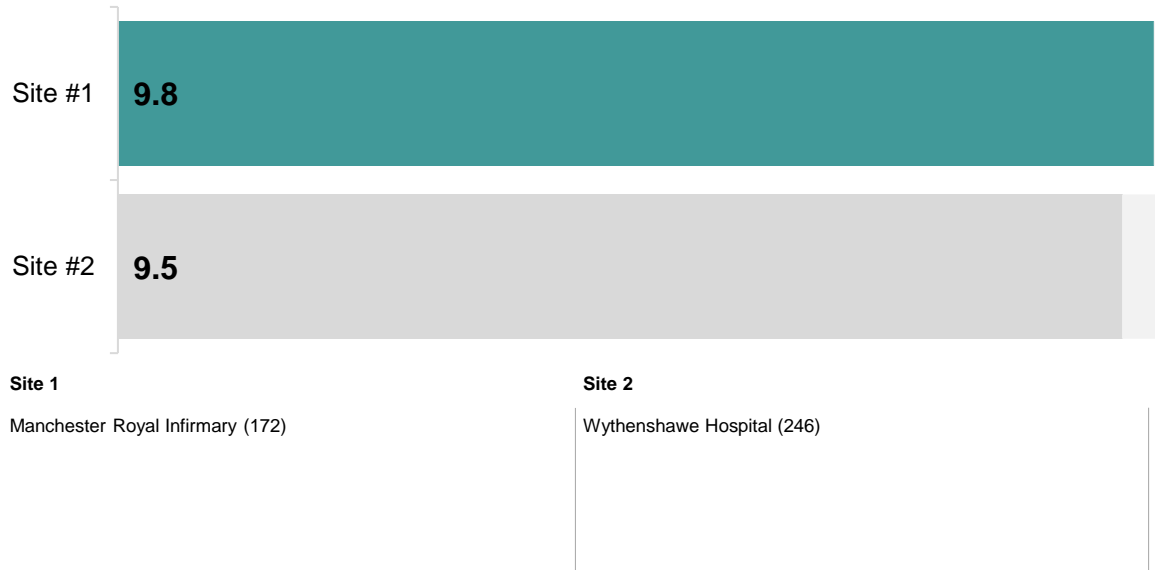 Site #1 9.8
Site #2 9.5
Site 1 Site 2
Manchester Royal Infirmary (172) Wythenshawe Hospital (246)